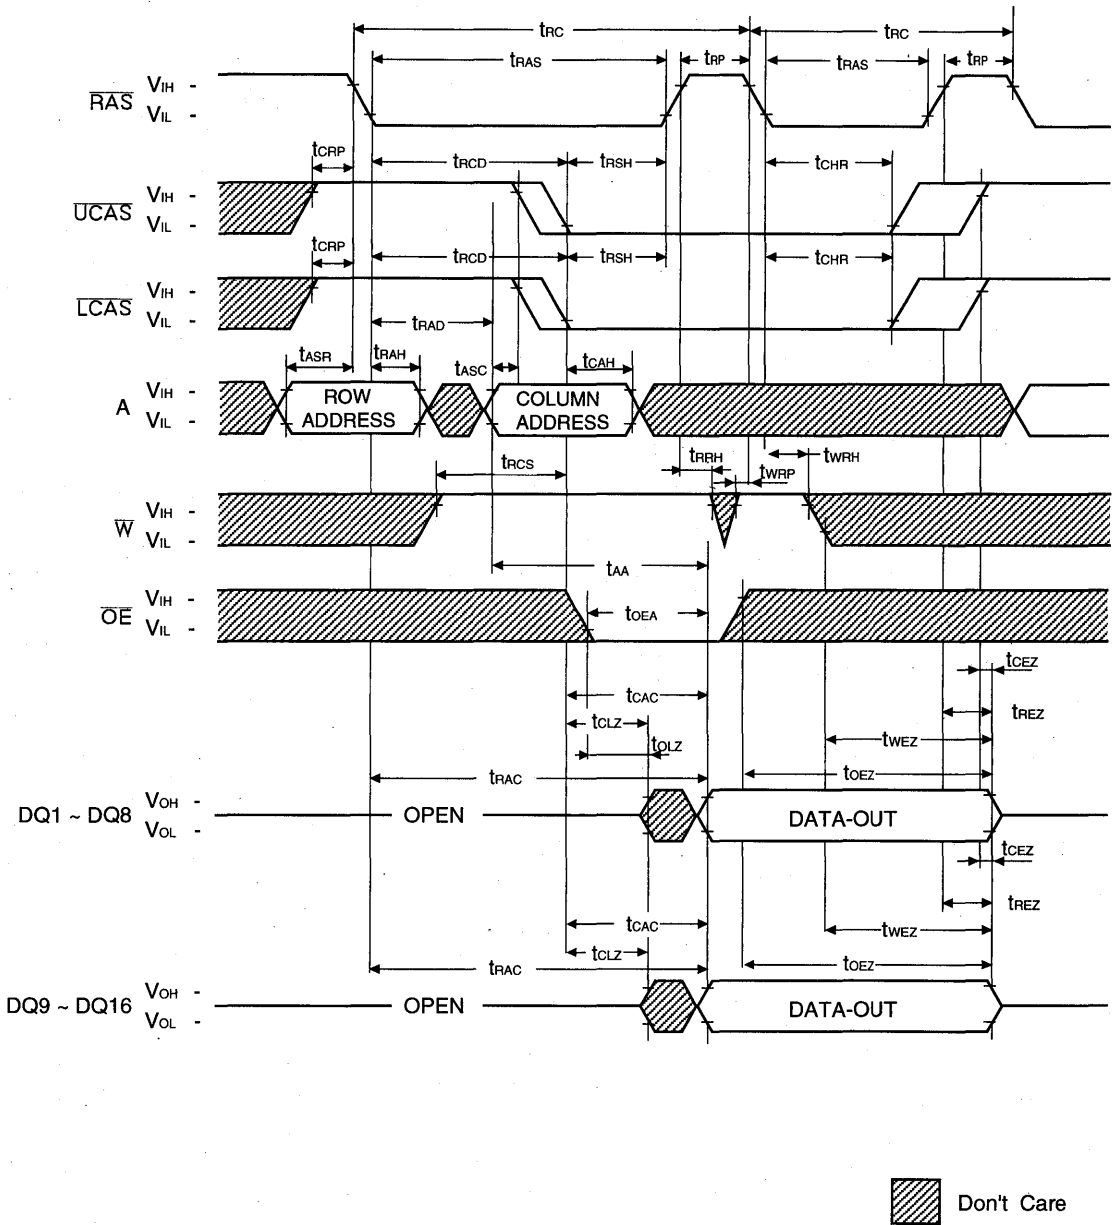 tRC tRC
tRAS tRP tRAS tRP
RAS VIH -
VIL -
tCRP tRCD tRSH tCHR
UCAS VIH -
VIL -
tCRP tRCD tRSH tCHR
LCAS VIH -
VIL -
tRAD
tASR tRAH tASC tCAH
A VIH -
VIL -
ROW ADDRESS
COLUMN ADDRESS
tRCS tRRH tWRP tWRH
W VIH -
VIL -
tAA
OE VIH -
VIL -
tOEA
tCEZ
tCAC tREZ
tCLZ tWEZ
tOLZ
tRAC tOEZ
DQ1 ~ DQ8 VOH -
VOL -
OPEN DATA-OUT
tCEZ
tREZ
tCAC tWEZ
tCLZ
tRAC tOEZ
DQ9 ~ DQ16 VOH -
VOL -
OPEN DATA-OUT
Don't Care